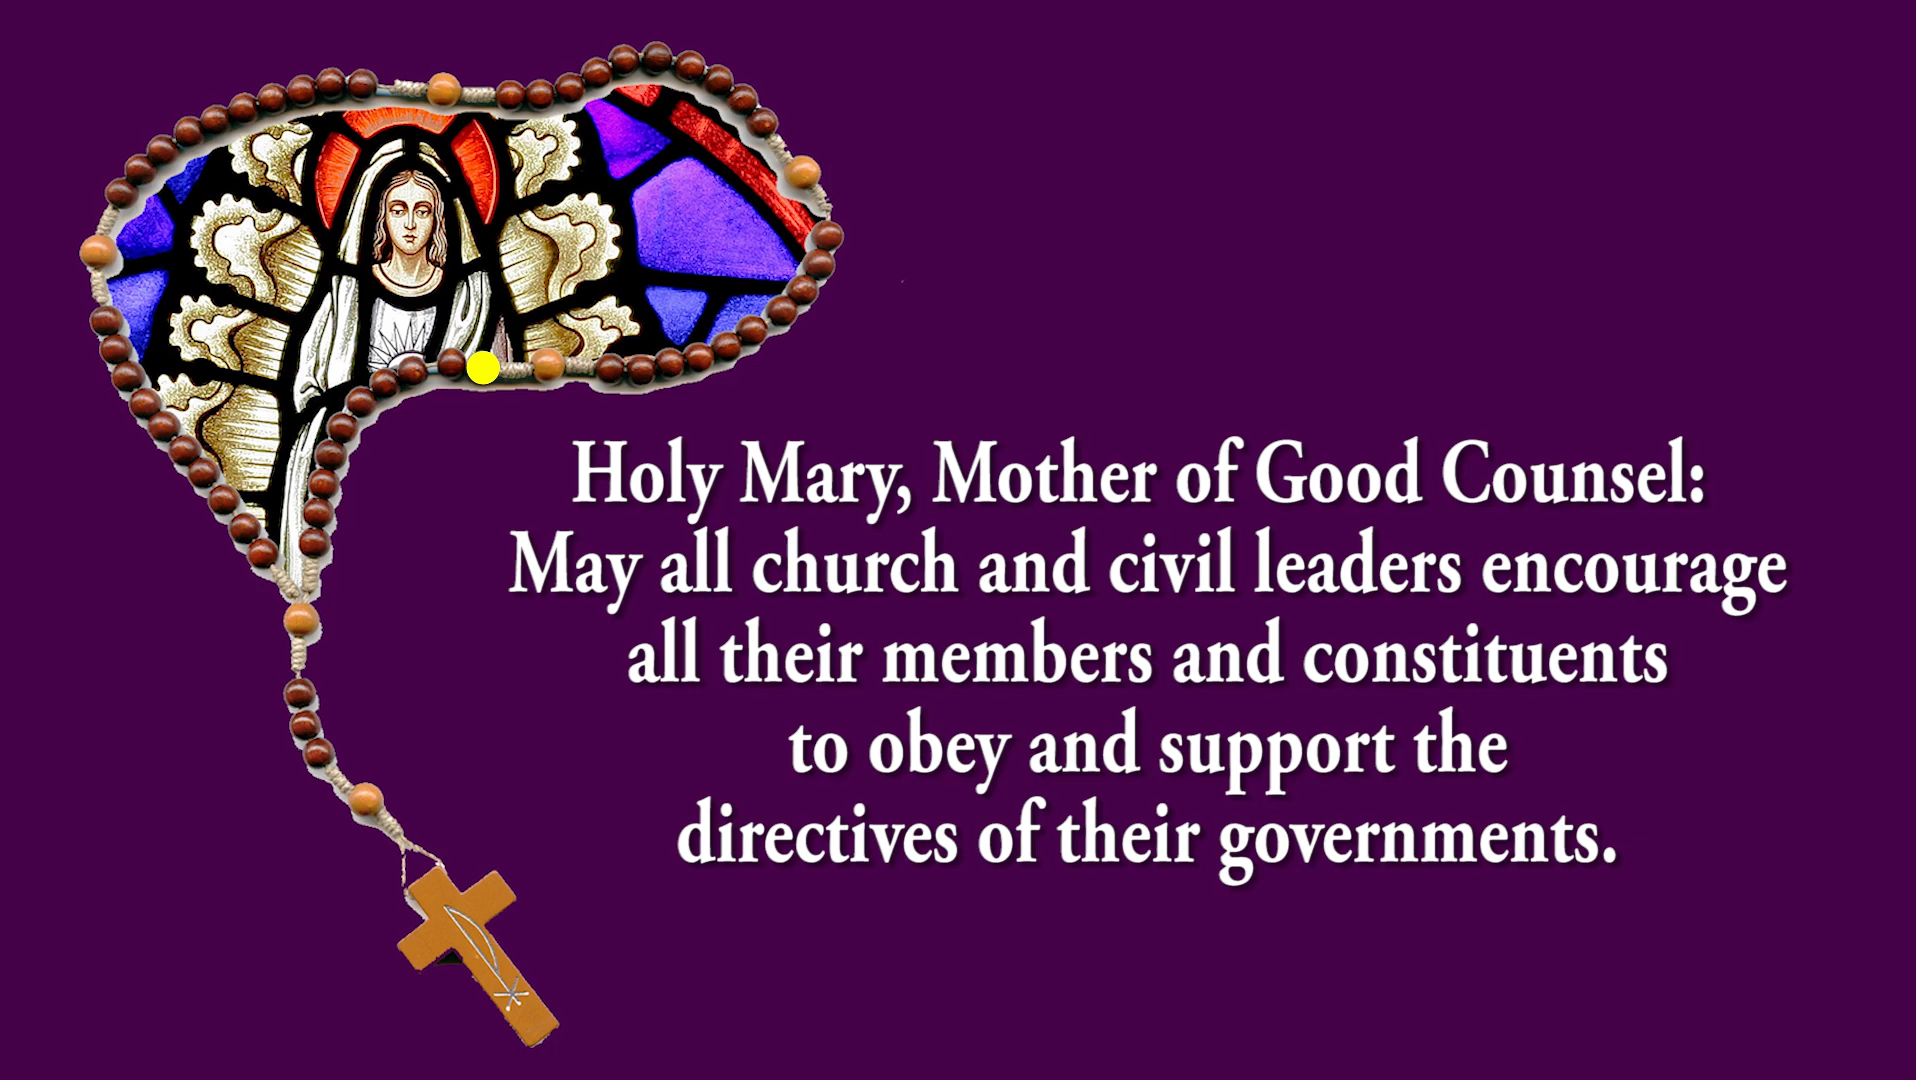 Holy Mary, Mother of Good Counsel:
May all church and civil leaders encourage
all their members and constituents
to obey and support the
directives of their governments.